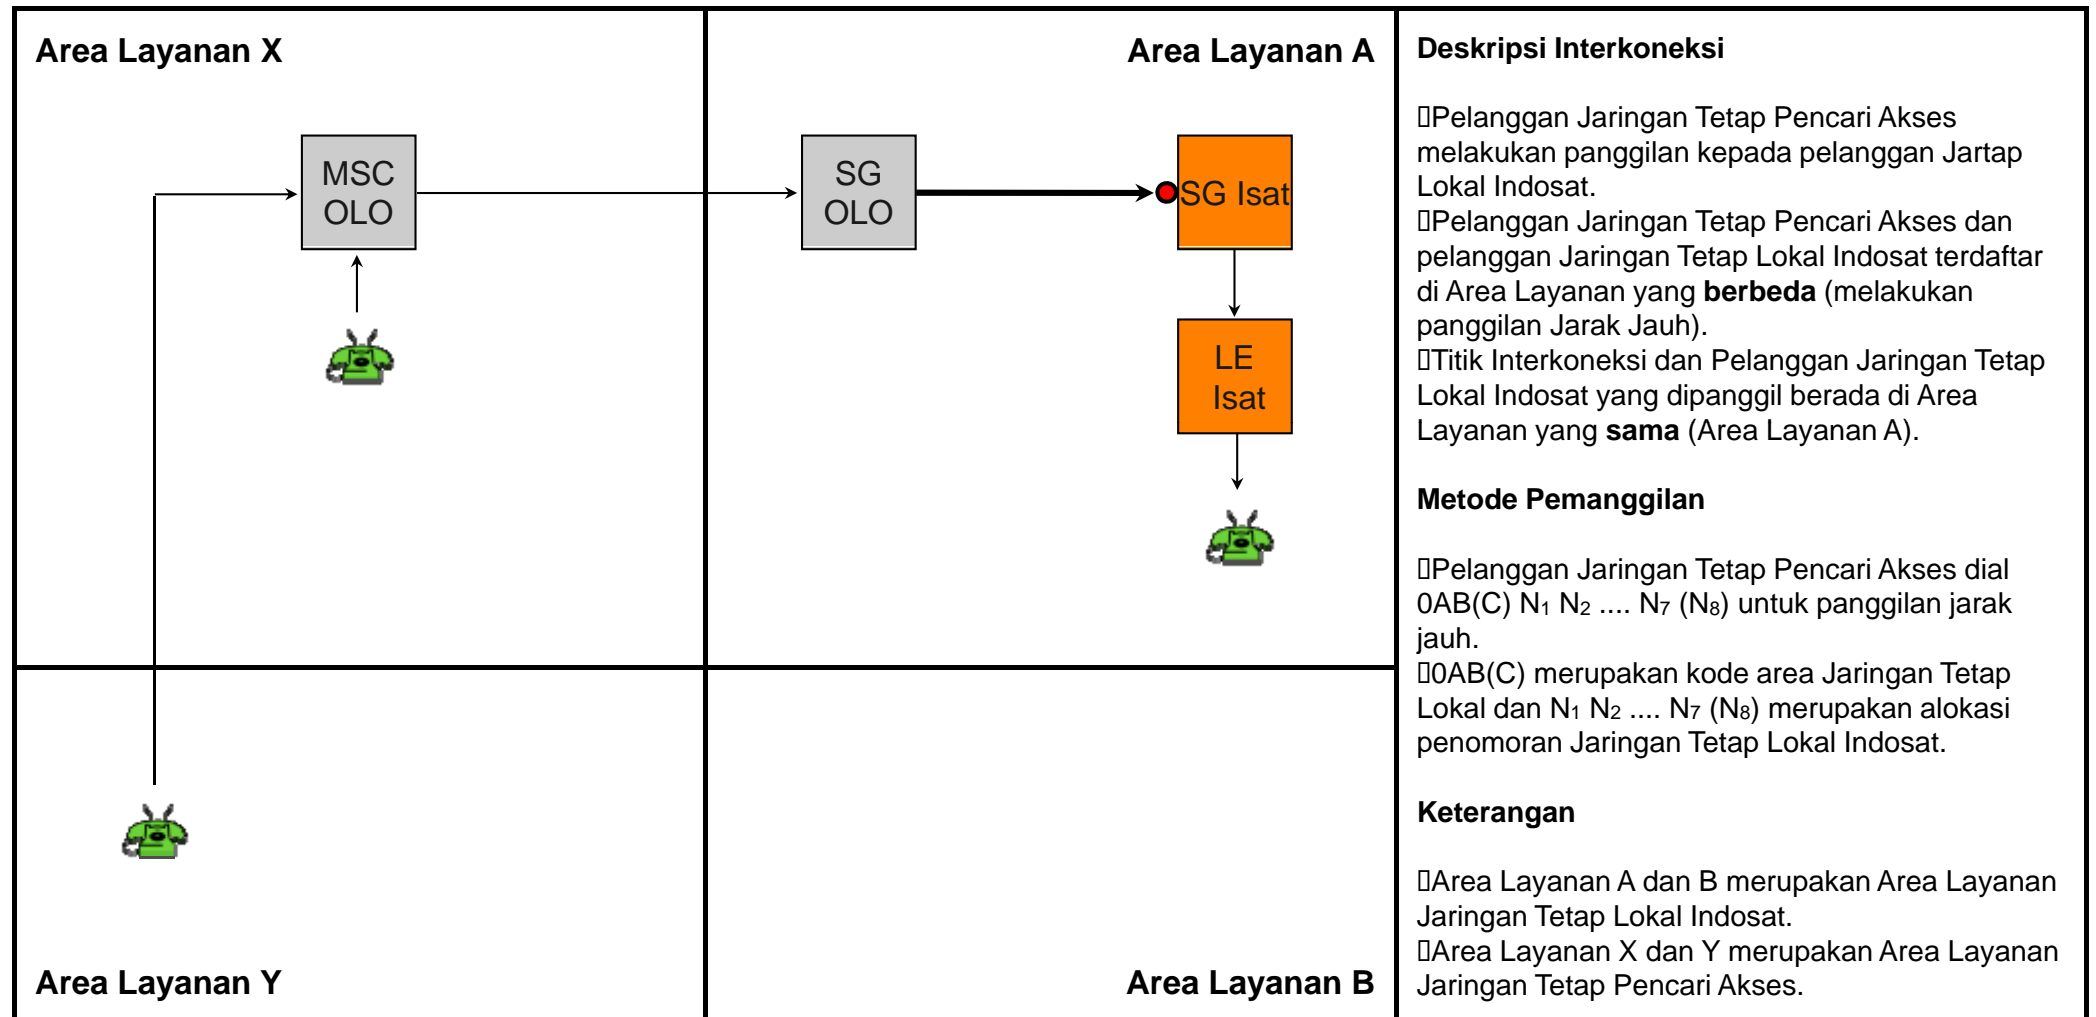 Area Layanan X
MSC
OLO
Area Layanan Y
Area Layanan A
SG
OLO
SG Isat
LE
Isat
Area Layanan B
Deskripsi Interkoneksi
Pelanggan Jaringan Tetap Pencari Akses
melakukan panggilan kepada pelanggan Jartap
Lokal Indosat.
Pelanggan Jaringan Tetap Pencari Akses dan
pelanggan Jaringan Tetap Lokal Indosat terdaftar
di Area Layanan yang berbeda (melakukan
panggilan Jarak Jauh).
Titik Interkoneksi dan Pelanggan Jaringan Tetap
Lokal Indosat yang dipanggil berada di Area
Layanan yang sama (Area Layanan A).
Metode Pemanggilan
Pelanggan Jaringan Tetap Pencari Akses dial
0AB(C) N₁ N₂ .... N₇ (N₈) untuk panggilan jarak
jauh.
0AB(C) merupakan kode area Jaringan Tetap
Lokal dan N₁ N₂ .... N₇ (N₈) merupakan alokasi
penomoran Jaringan Tetap Lokal Indosat.
Keterangan
Area Layanan A dan B merupakan Area Layanan
Jaringan Tetap Lokal Indosat.
Area Layanan X dan Y merupakan Area Layanan
Jaringan Tetap Pencari Akses.